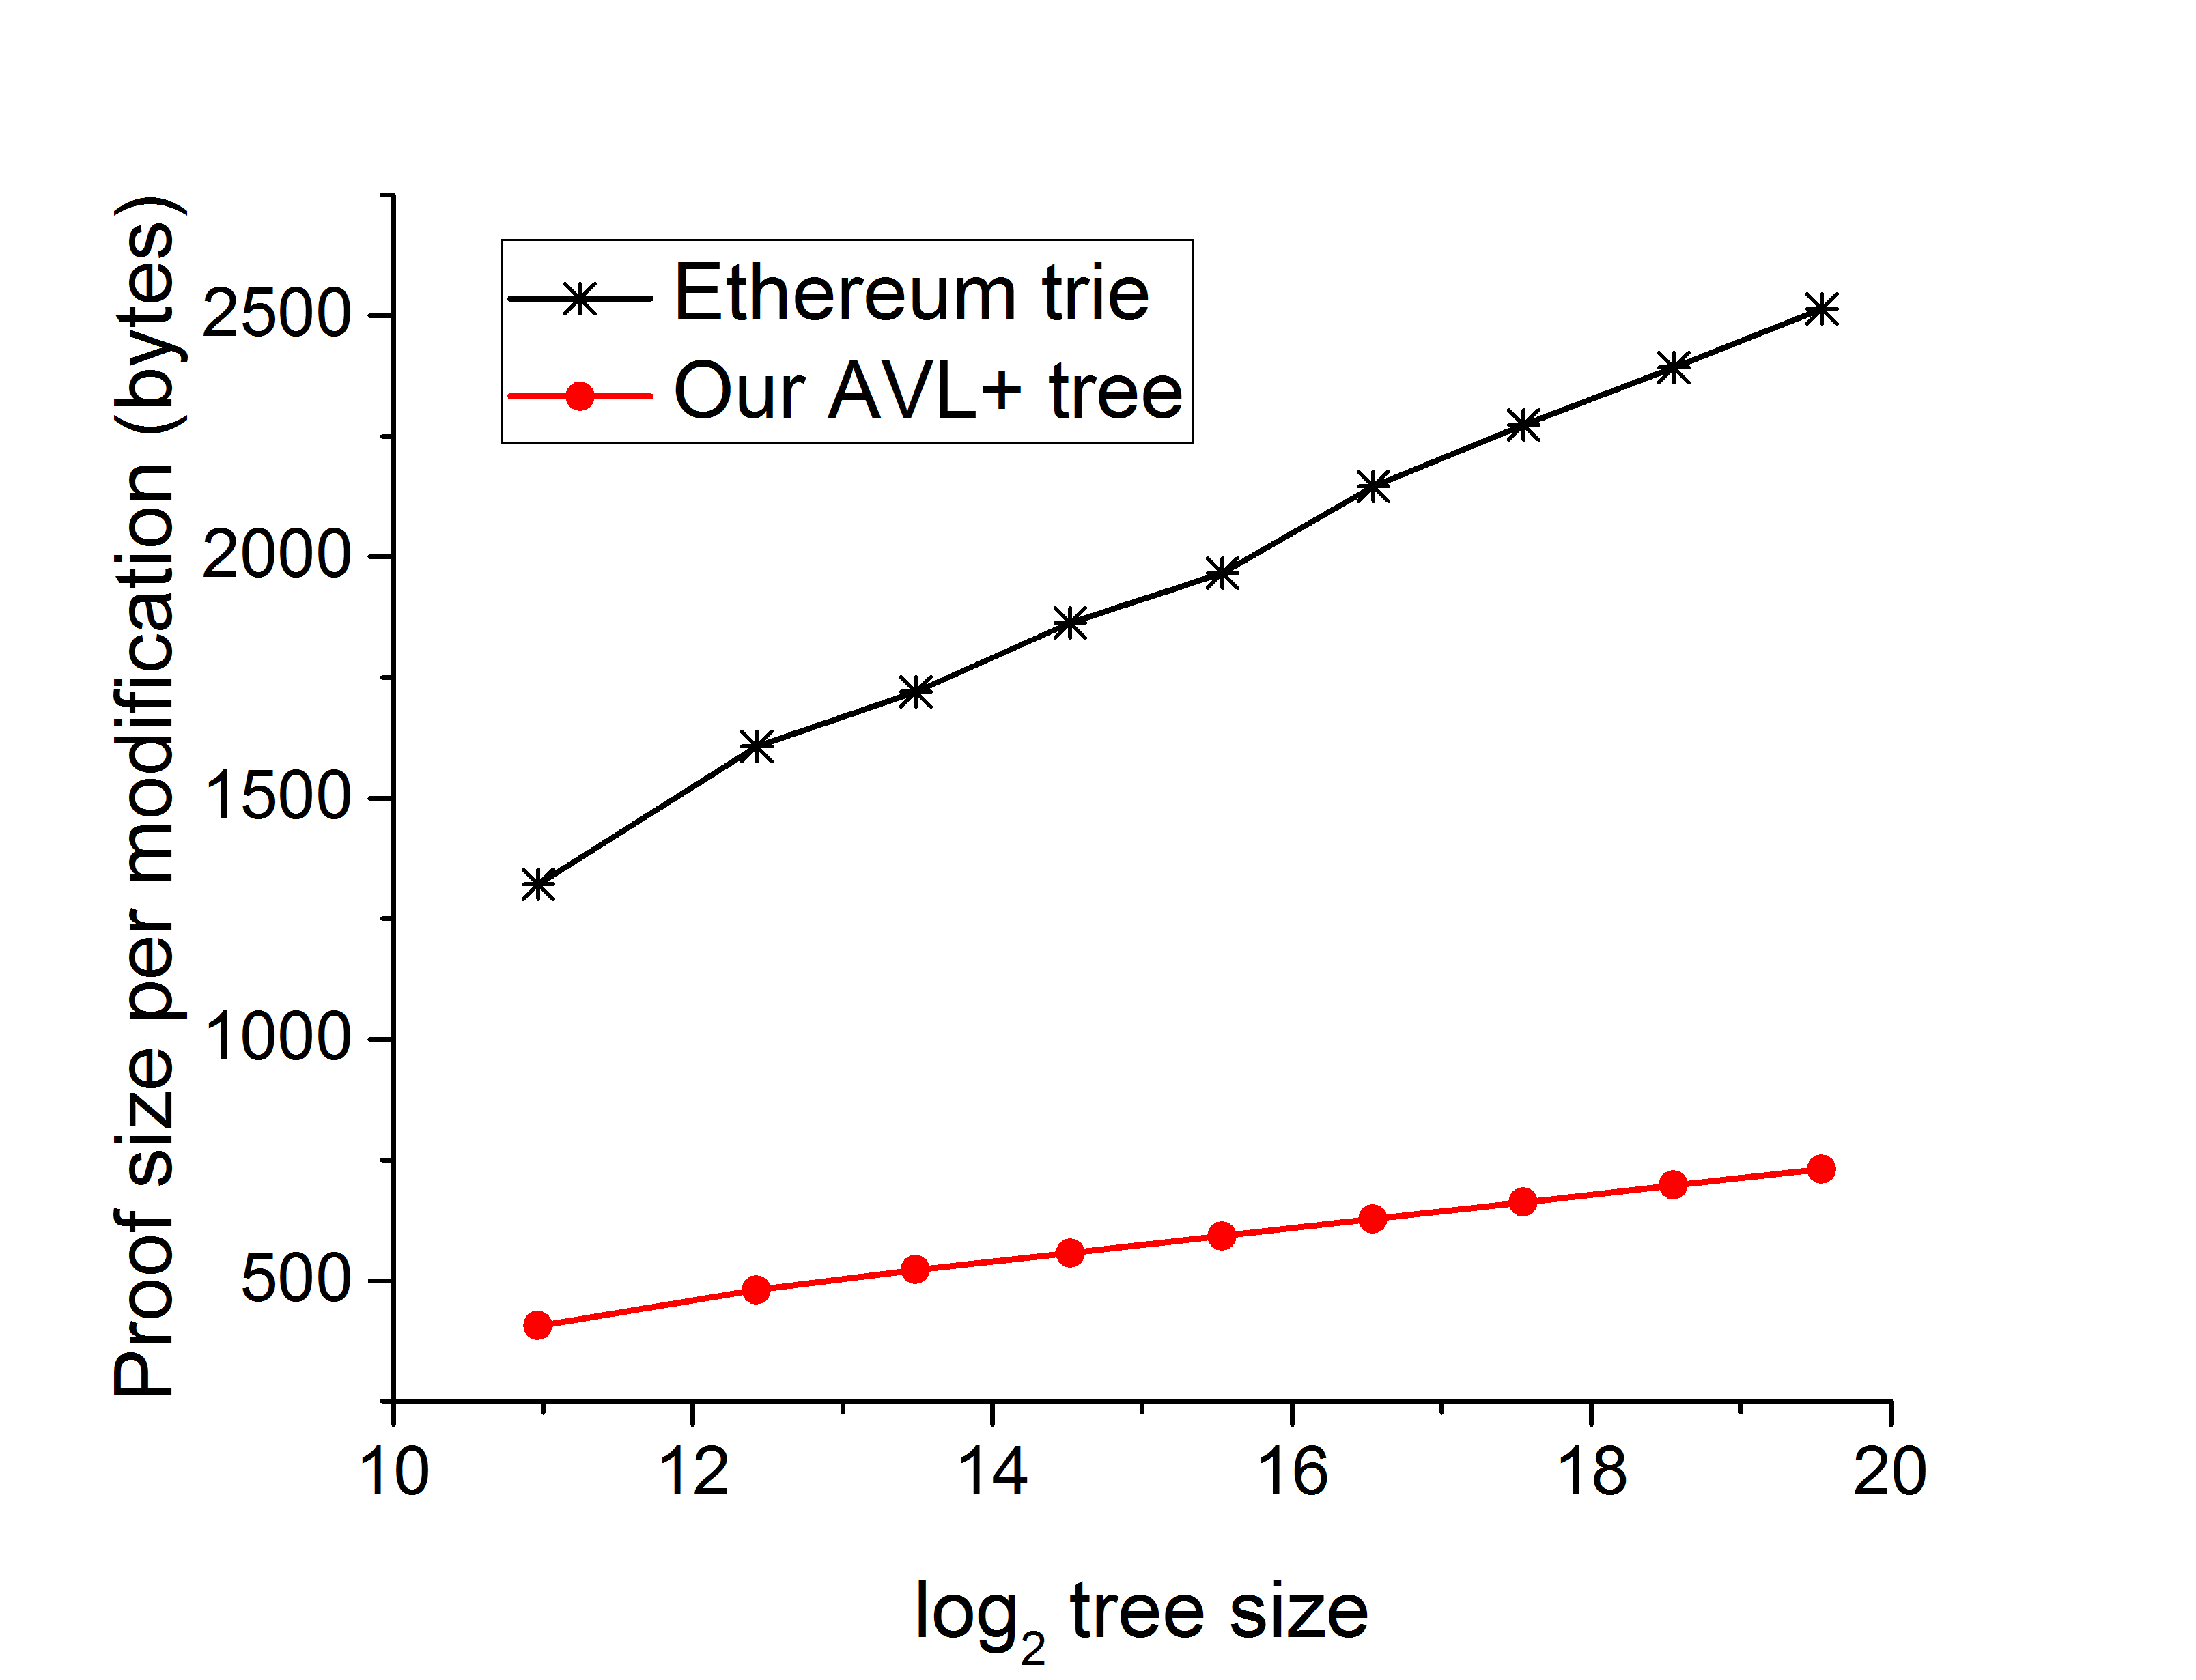 Proof size per modification (bytes)
2500
2000
1500
1000
500
Ethereum trie
Our AVL+ tree
10 12 14 16 18 20
log₂ tree size